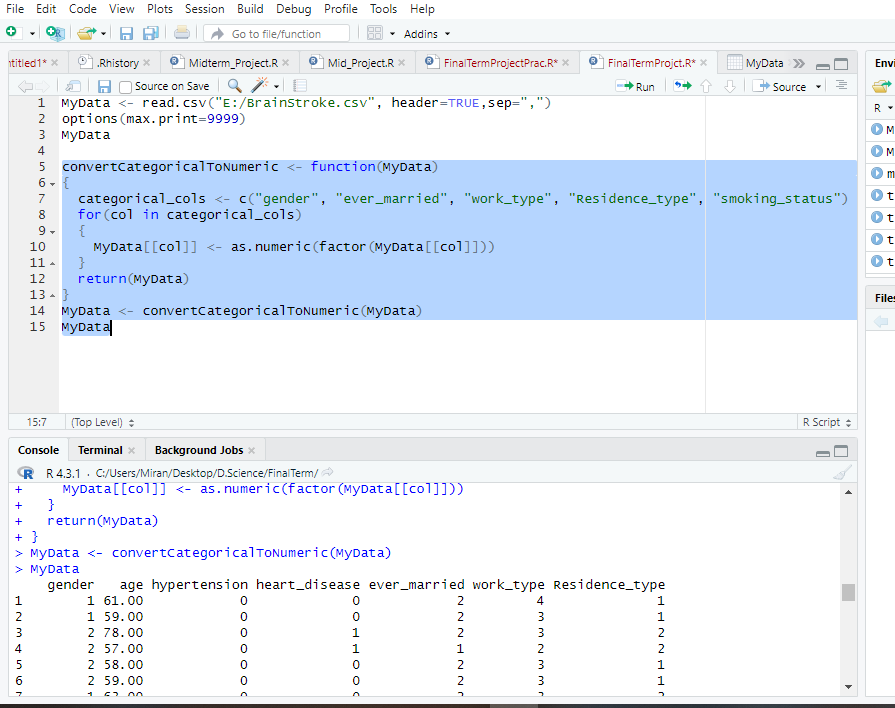 File Edit Code View Plots Session Build Debug Profile Tools Help
Go to file/function Addins
ntitled1* .Rhistory Midterm_Project.R Mid_Project.R FinalTermProjectPrac.R* FinalTermProjct.R* MyData
Envi
Source on Save Run Source
R
1 MyData <- read.csv("E:/BrainStroke.csv", header=TRUE,sep=",")
2 options(max.print=9999)
3 MyData
4
5 convertCategoricalToNumeric <- function(MyData)
6 {
7 categorical_cols <- c("gender", "ever_married", "work_type", "Residence_type", "smoking_status")
8 for(col in categorical_cols)
9 {
10 MyData[[col]] <- as.numeric(factor(MyData[[col]]))
11 }
12 return(MyData)
13 }
14 MyData <- convertCategoricalToNumeric(MyData)
15 MyData
M
M
m
t
t
t
t
Files
15:7 (Top Level) R Script
Console Terminal Background Jobs
R 4.3.1 · C:/Users/Miran/Desktop/D.Science/FinalTerm/
+ MyData[[col]] <- as.numeric(factor(MyData[[col]]))
+ }
+ return(MyData)
+ }
> MyData <- convertCategoricalToNumeric(MyData)
> MyData
gender age hypertension heart_disease ever_married work_type Residence_type
1 1 61.00 0 0 2 4 1
2 1 59.00 0 0 2 3 1
3 2 78.00 0 1 2 3 2
4 2 57.00 0 1 1 2 2
5 2 58.00 0 0 2 3 1
6 2 59.00 0 0 2 3 1